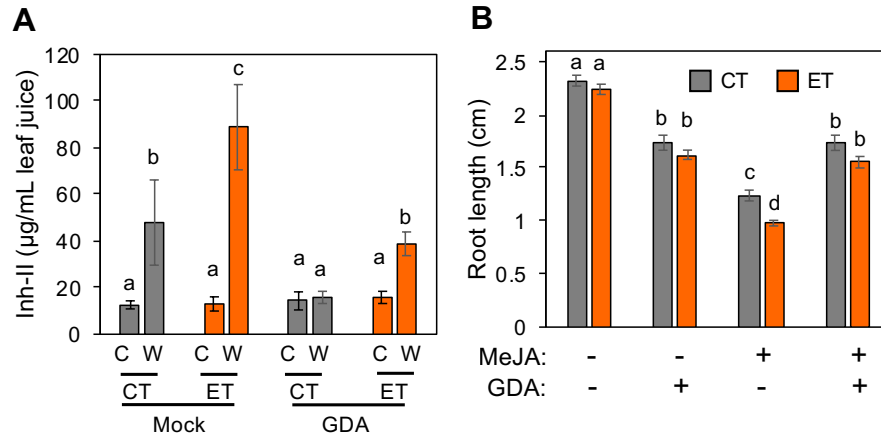 A
Inh-II (µg/mL leaf juice)
120
100
80
60
40
20
0
a
b
a
c
a
a
a
b
C W C W C W C W
CT ET CT ET
Mock GDA
B
Root length (cm)
2.5
2
1.5
1
0.5
0
CT ET
a a
b b
c
d
b
b
MeJA: - - + +
GDA: - + - +